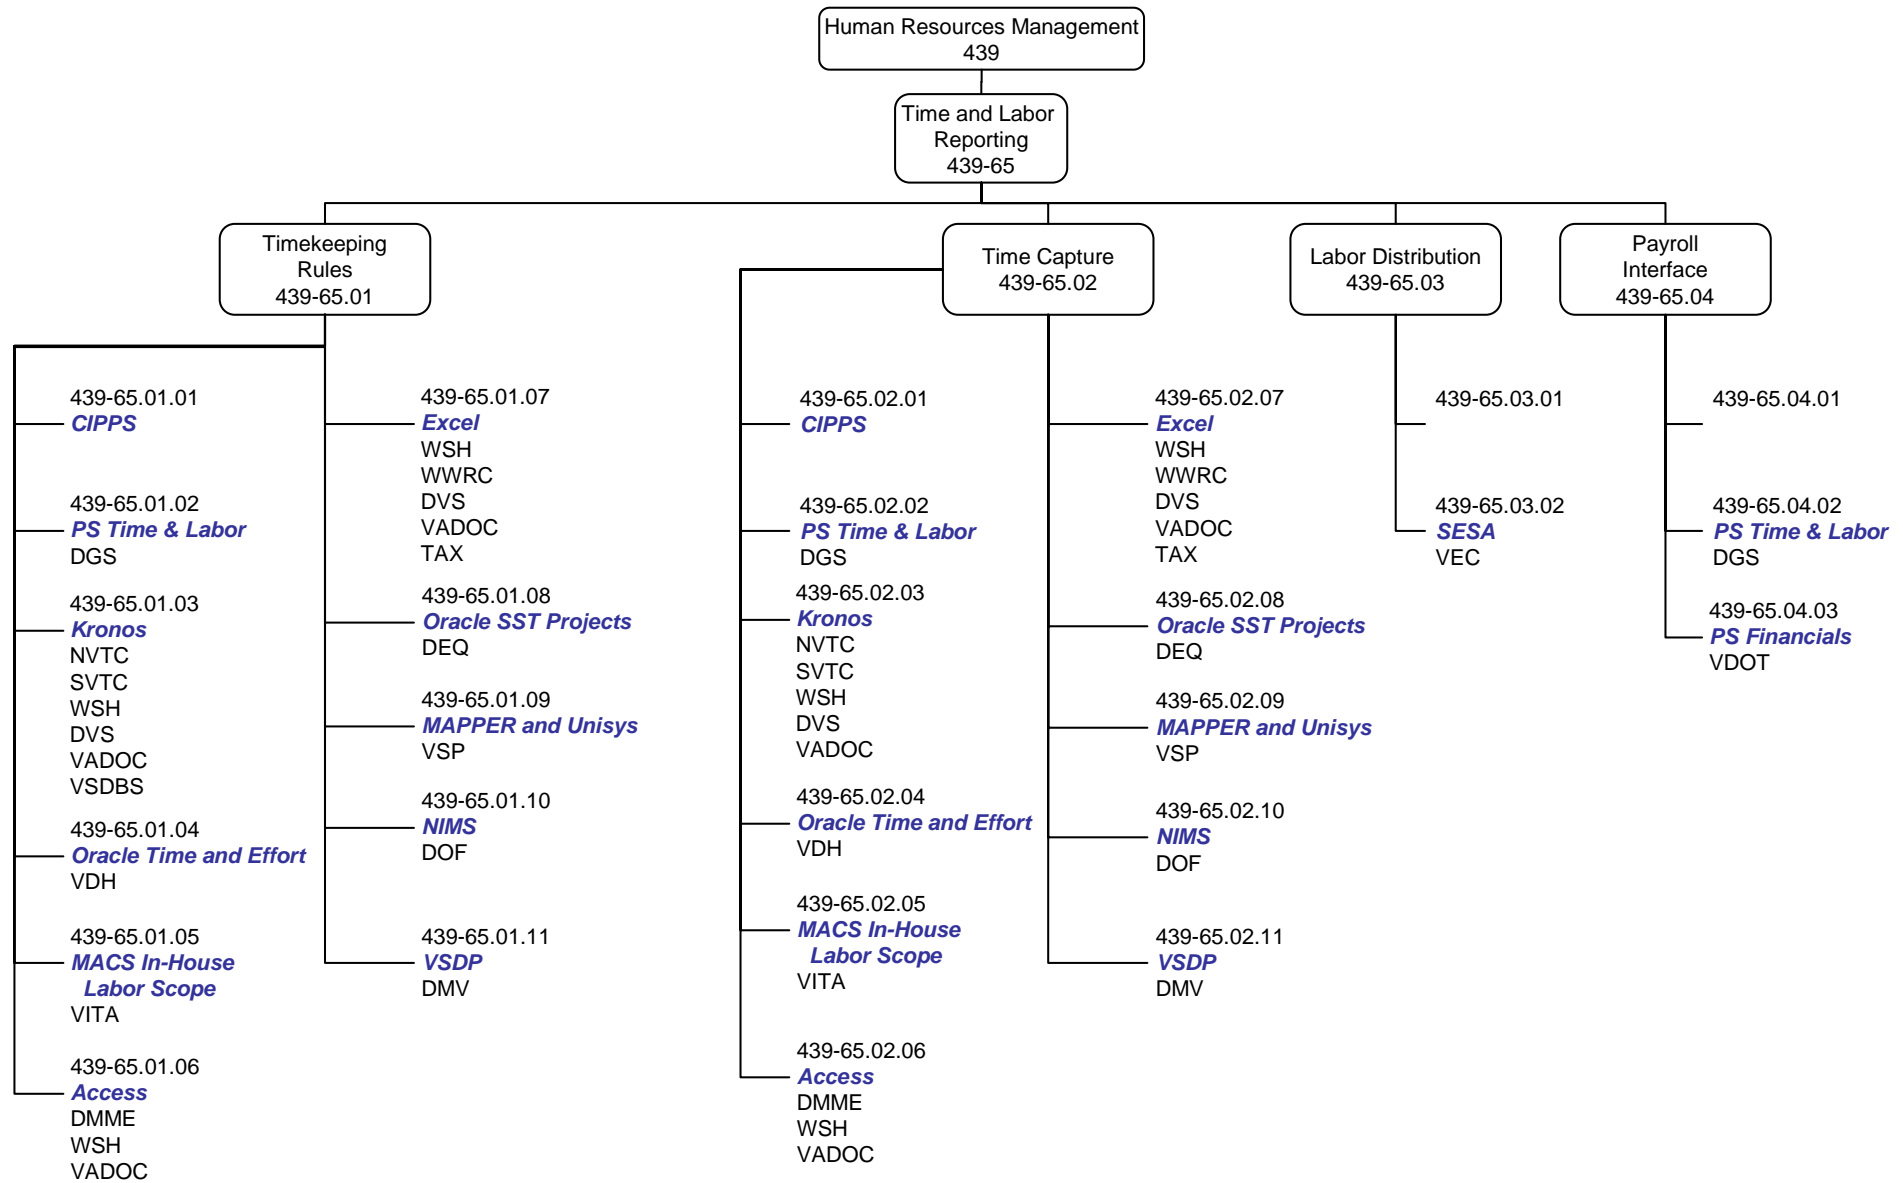 Human Resources Management
439
Time and Labor
Reporting
439-65
Timekeeping
Rules
439-65.01
439-65.01.01
CIPPS
439-65.01.02
PS Time & Labor
DGS
439-65.01.03
Kronos
NVTC
SVTC
WSH
DVS
VADOC
VSDBS
439-65.01.04
Oracle Time and Effort
VDH
439-65.01.05
MACS In-House
Labor Scope
VITA
439-65.01.06
Access
DMME
WSH
VADOC
439-65.01.07
Excel
WSH
WWRC
DVS
VADOC
TAX
439-65.01.08
Oracle SST Projects
DEQ
439-65.01.09
MAPPER and Unisys
VSP
439-65.01.10
NIMS
DOF
439-65.01.11
VSDP
DMV
Time Capture
439-65.02
439-65.02.01
CIPPS
439-65.02.02
PS Time & Labor
DGS
439-65.02.03
Kronos
NVTC
SVTC
WSH
DVS
VADOC
439-65.02.04
Oracle Time and Effort
VDH
439-65.02.05
MACS In-House
Labor Scope
VITA
439-65.02.06
Access
DMME
WSH
VADOC
439-65.02.07
Excel
WSH
WWRC
DVS
VADOC
TAX
439-65.02.08
Oracle SST Projects
DEQ
439-65.02.09
MAPPER and Unisys
VSP
439-65.02.10
NIMS
DOF
439-65.02.11
VSDP
DMV
Labor Distribution
439-65.03
439-65.03.01
439-65.03.02
SESA
VEC
Payroll
Interface
439-65.04
439-65.04.01
439-65.04.02
PS Time & Labor
DGS
439-65.04.03
PS Financials
VDOT